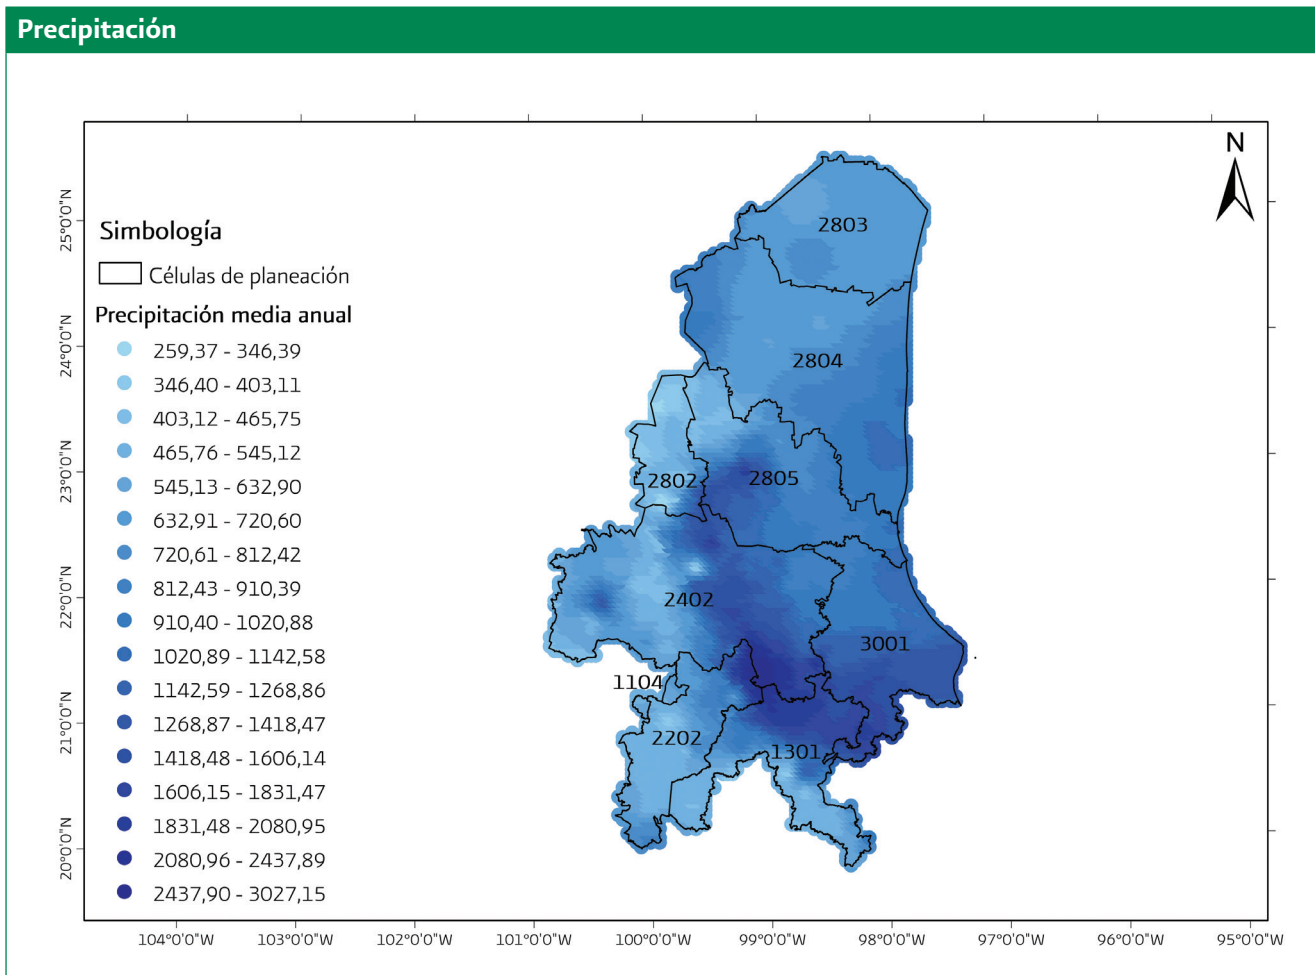 Precipitación
N
Simbología
Células de planeación
Precipitación media anual
259,37 - 346,39
346,40 - 403,11
403,12 - 465,75
465,76 - 545,12
545,13 - 632,90
632,91 - 720,60
720,61 - 812,42
812,43 - 910,39
910,40 - 1020,88
1020,89 - 1142,58
1142,59 - 1268,86
1268,87 - 1418,47
1418,48 - 1606,14
1606,15 - 1831,47
1831,48 - 2080,95
2080,96 - 2437,89
2437,90 - 3027,15
2803
2804
2802
2805
2402
3001
1104
2202
1301
25°0'0"N
24°0'0"N
23°0'0"N
22°0'0"N
21°0'0"N
20°0'0"N
104°0'0"W
103°0'0"W
102°0'0"W
101°0'0"W
100°0'0"W
99°0'0"W
98°0'0"W
97°0'0"W
96°0'0"W
95°0'0"W